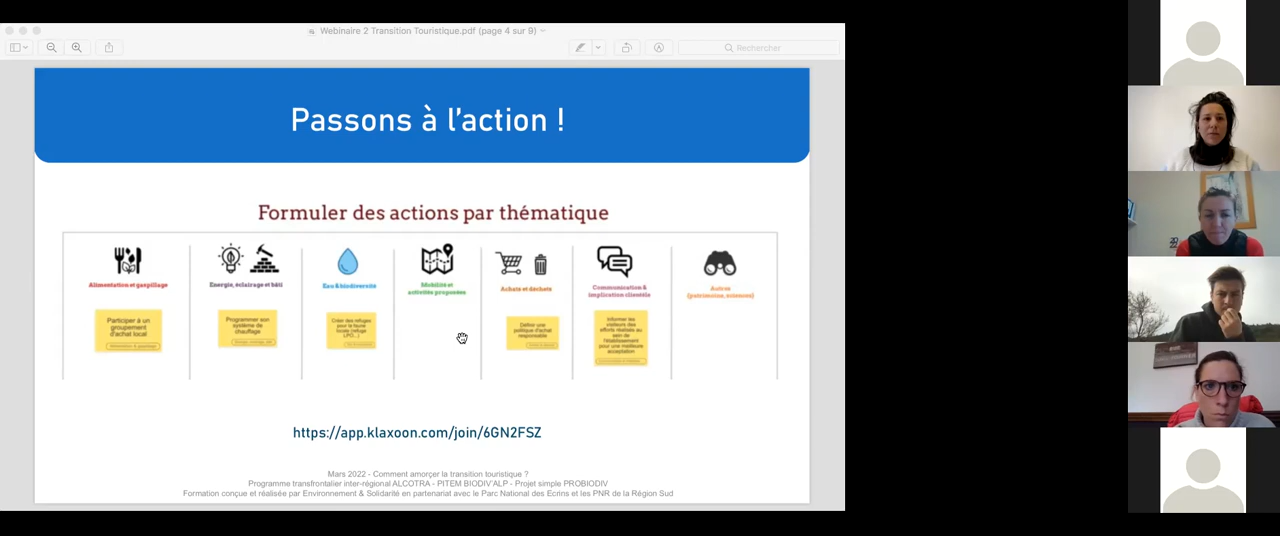 Webinaire 2 Transition Touristique.pdf (page 4 sur 9)
Rechercher
Passons à l'action !
Formuler des actions par thématique
Alimentation et gaspillage
Energie, éclairage et bâti
Eau & biodiversité
Mobilité et
activités proposées
Achats et déchets
Communication &
implication clientèle
Autres
(patrimoine, nuisances)
Participer à un
groupement
d'achat local
Programmer son
système de
chauffage
Créer des refuges
pour la faune
locale (refuge
LPO...)
Définir une
politique d'achat
responsable
Informer les
visiteurs des
efforts réalisés au
sein de
l'établissement
pour une meilleure
acceptation
https://app.klaxoon.com/join/6GN2FSZ
Mars 2022 - Comment amorçer la transition touristique ?
Programme transfrontalier inter-régional ALCOTRA - PITEM BIODIV'ALP - Projet simple PROBIODIV
Formation conçue et réalisée par Environnement & Solidarité en partenariat avec le Parc National des Ecrins et les PNR de la Région Sud